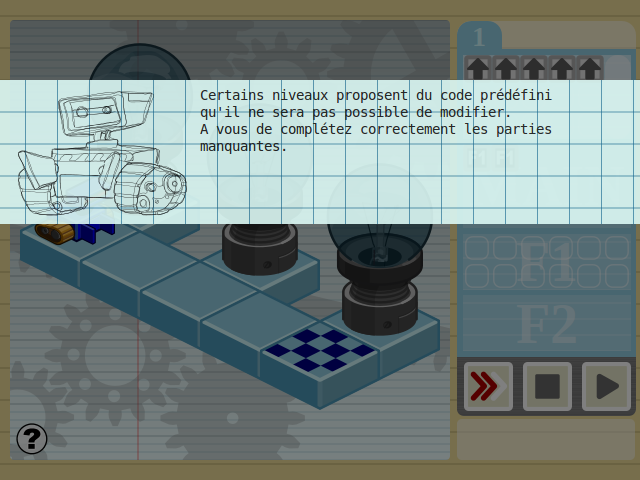 1
Certains niveaux proposent du code prédéfini
qu'il ne sera pas possible de modifier.
A vous de complétez correctement les parties
manquantes.
F1
F2
?